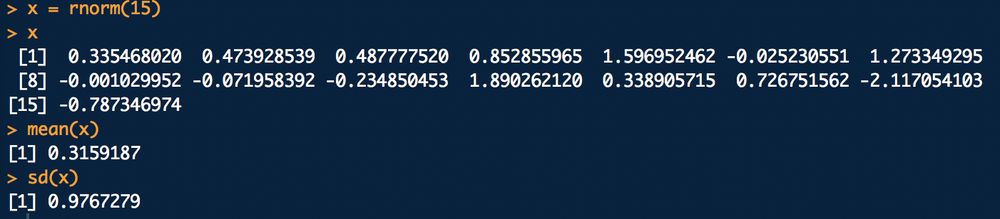 > x = rnorm(15)
> x
 [1]  0.335468020  0.473928539  0.487777520  0.852855965  1.596952462 -0.025230551  1.273349295
 [8] -0.001029952 -0.071958392 -0.234850453  1.890262120  0.338905715  0.726751562 -2.117054103
[15] -0.787346974
> mean(x)
[1] 0.3159187
> sd(x)
[1] 0.9767279